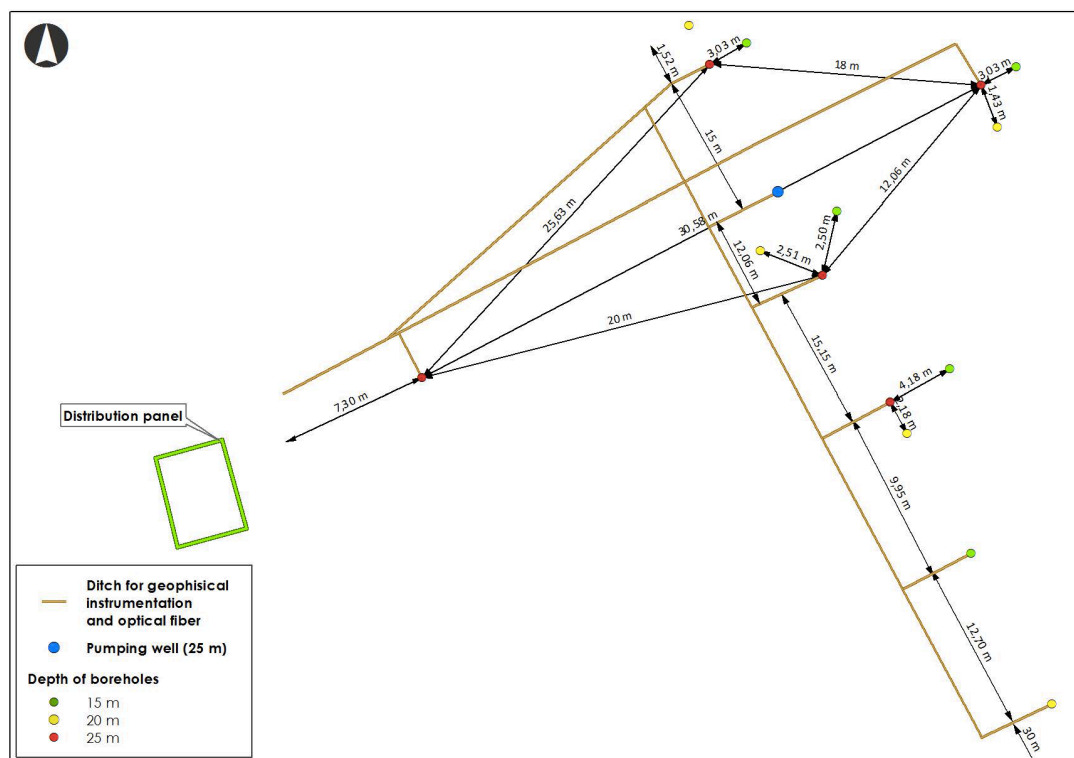 1,52 m
3,03 m
18 m
3,03 m
1,43 m
15 m
12,06 m
25,63 m
30,58 m
2,50 m
2,51 m
12,06 m
20 m
15,15 m
4,18 m
2,18 m
7,30 m
Distribution panel
9,95 m
12,70 m
30 m
Ditch for geophisical
instrumentation
and optical fiber
Pumping well (25 m)
Depth of boreholes
15 m
20 m
25 m